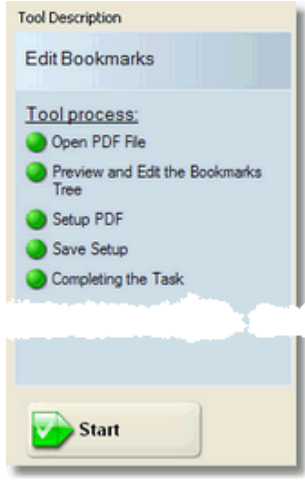 Tool Description
Edit Bookmarks
Tool process:
Open PDF File
Preview and Edit the Bookmarks
Tree
Setup PDF
Save Setup
Completing the Task
Start